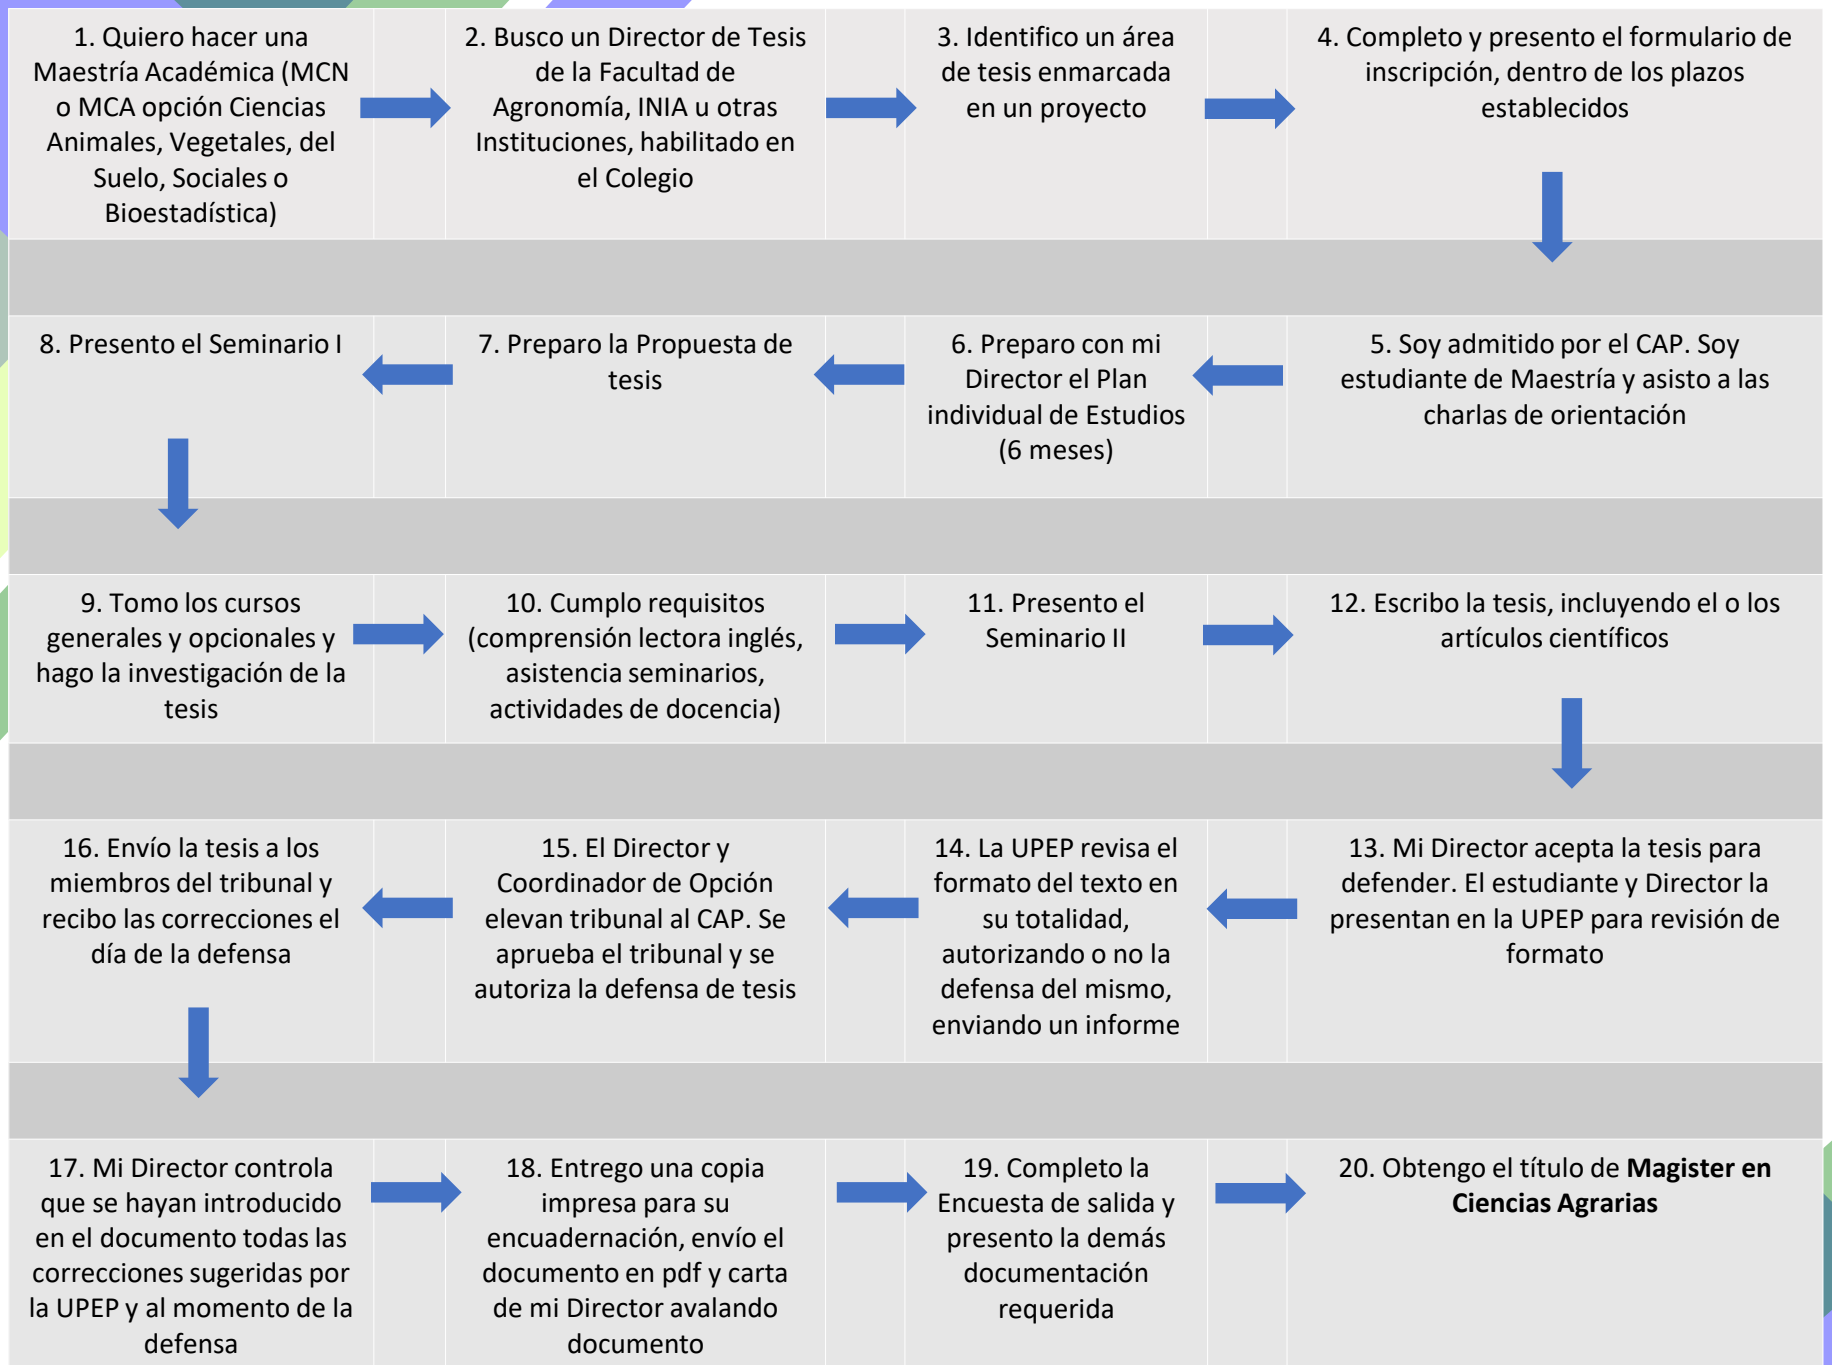 1. Quiero hacer una
Maestría Académica (MCN
o MCA opción Ciencias
Animales, Vegetales, del
Suelo, Sociales o
Bioestadística)
2. Busco un Director de Tesis
de la Facultad de
Agronomía, INIA u otras
Instituciones, habilitado en
el Colegio
3. Identifico un área
de tesis enmarcada
en un proyecto
4. Completo y presento el formulario de
inscripción, dentro de los plazos
establecidos
5. Soy admitido por el CAP. Soy
estudiante de Maestría y asisto a las
charlas de orientación
6. Preparo con mi
Director el Plan
individual de Estudios
(6 meses)
7. Preparo la Propuesta de
tesis
8. Presento el Seminario I
9. Tomo los cursos
generales y opcionales y
hago la investigación de la
tesis
10. Cumplo requisitos
(comprensión lectora inglés,
asistencia seminarios,
actividades de docencia)
11. Presento el
Seminario II
12. Escribo la tesis, incluyendo el o los
artículos científicos
13. Mi Director acepta la tesis para
defender. El estudiante y Director la
presentan en la UPEP para revisión de
formato
14. La UPEP revisa el
formato del texto en
su totalidad,
autorizando o no la
defensa del mismo,
enviando un informe
15. El Director y
Coordinador de Opción
elevan tribunal al CAP. Se
aprueba el tribunal y se
autoriza la defensa de tesis
16. Envío la tesis a los
miembros del tribunal y
recibo las correcciones el
día de la defensa
17. Mi Director controla
que se hayan introducido
en el documento todas las
correcciones sugeridas por
la UPEP y al momento de la
defensa
18. Entrego una copia
impresa para su
encuadernación, envío el
documento en pdf y carta
de mi Director avalando
documento
19. Completo la
Encuesta de salida y
presento la demás
documentación
requerida
20. Obtengo el título de Magister en
Ciencias Agrarias